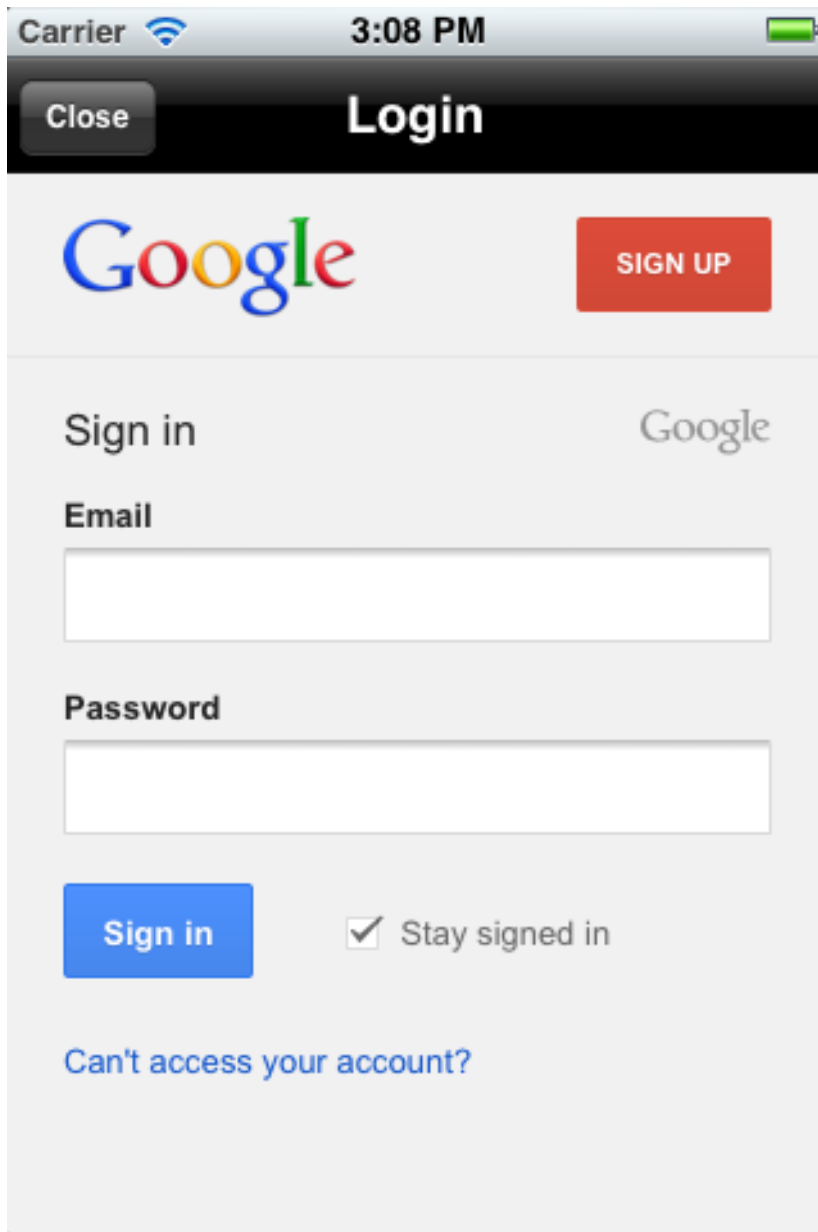 Carrier 3:08 PM
Close Login
Google SIGN UP
Sign in Google
Email
Password
Sign in Stay signed in
Can't access your account?